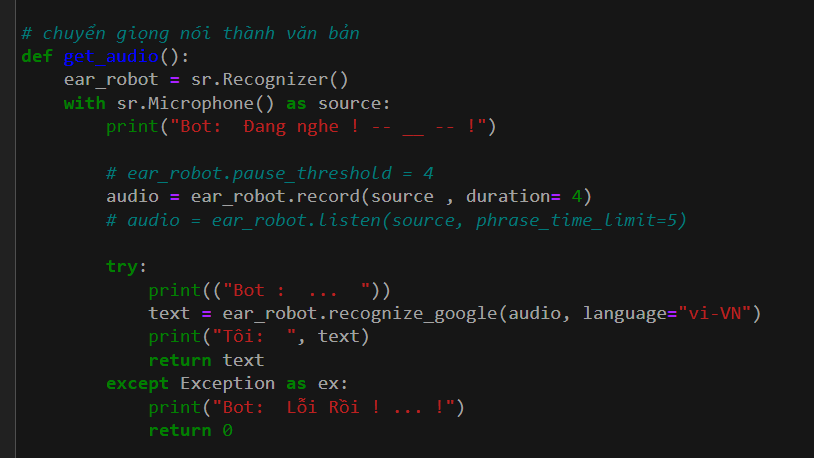 # chuyển giọng nói thành văn bản
def get_audio():
    ear_robot = sr.Recognizer()
    with sr.Microphone() as source:
        print("Bot:  Đang nghe ! -- __ -- !")
        # ear_robot.pause_threshold = 4
        audio = ear_robot.record(source , duration= 4)
        # audio = ear_robot.listen(source, phrase_time_limit=5)
        try:
            print(("Bot :  ...  "))
            text = ear_robot.recognize_google(audio, language="vi-VN")
            print("Tôi:  ", text)
            return text
        except Exception as ex:
            print("Bot:  Lỗi Rồi ! ... !")
            return 0